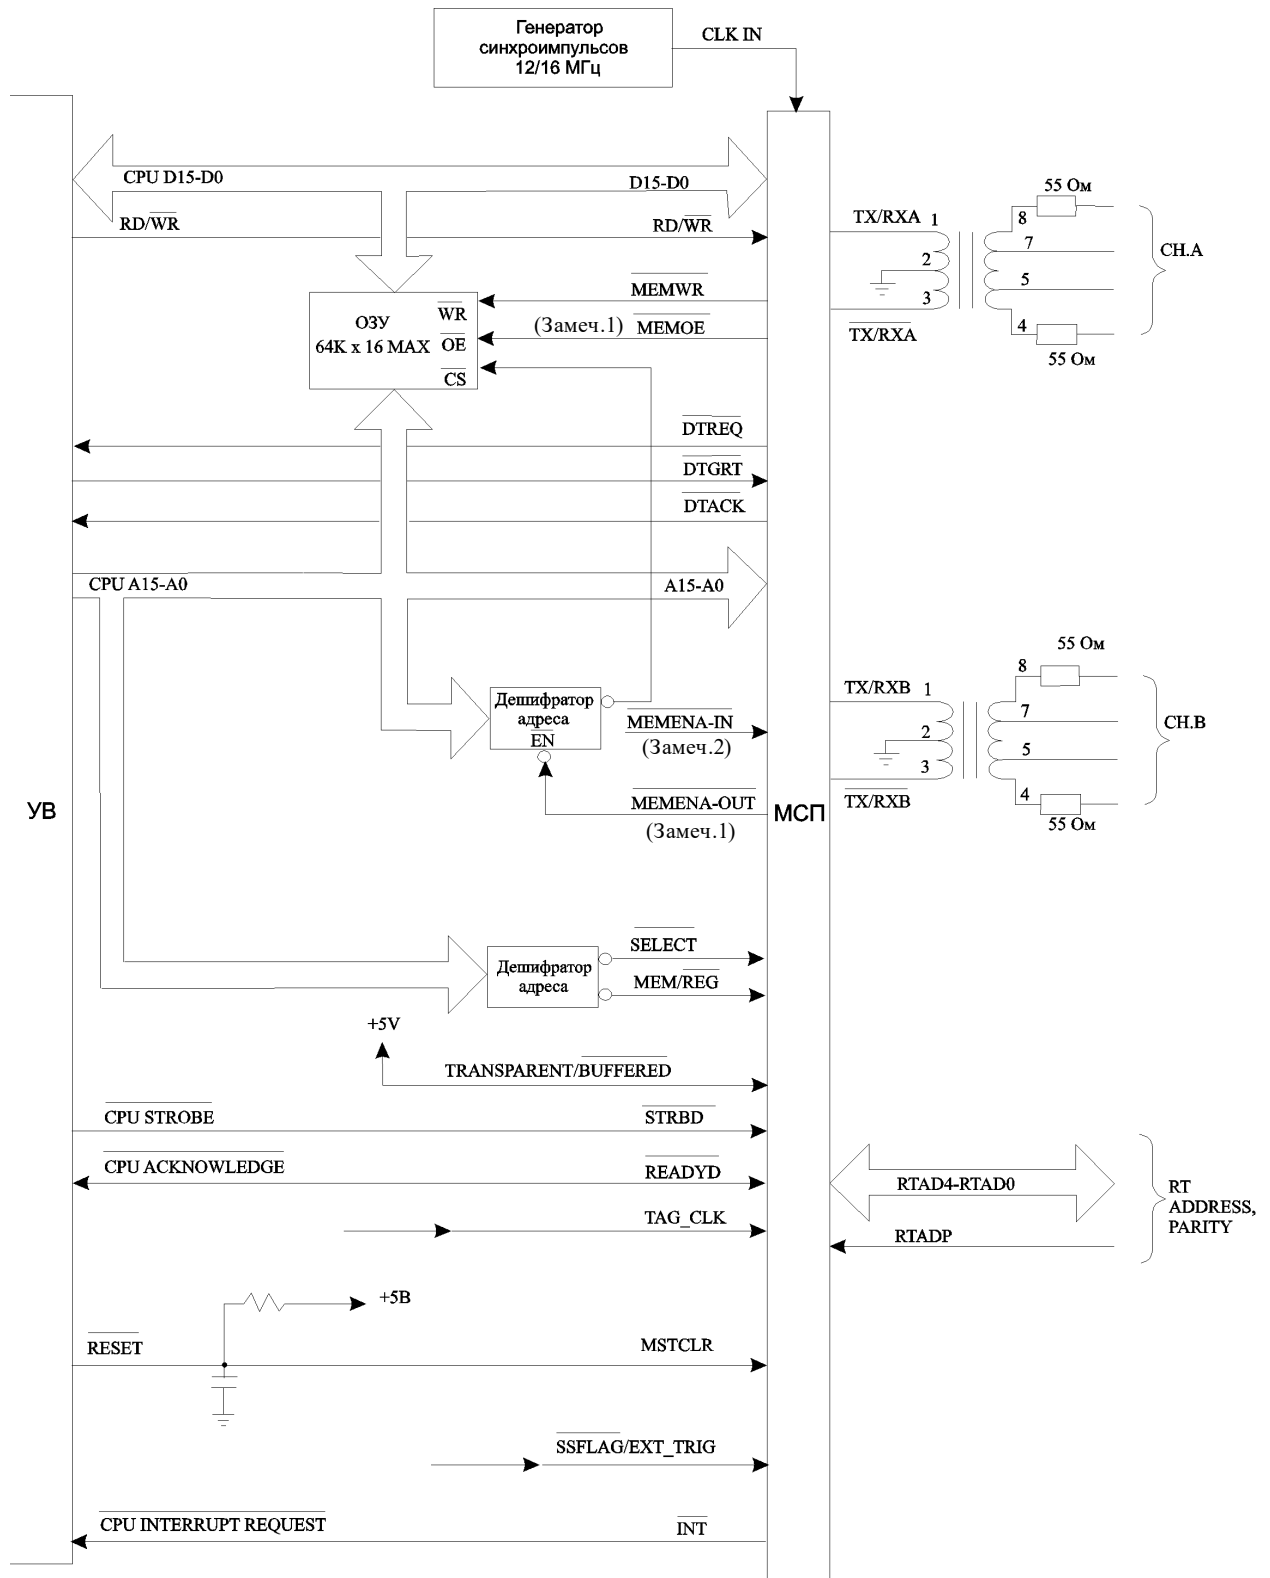 Генератор
синхроимпульсов
12/16 МГц
CLK IN
CPU D15-D0
D15-D0
RD/WR
RD/WR
ОЗУ
64K x 16 MAX
WR
OE
CS
MEMWR
(Замеч.1) MEMOE
DTREQ
DTGRT
DTACK
CPU A15-A0
A15-A0
Дешифратор
адреса
EN
MEMENA-IN
(Замеч.2)
MEMENA-OUT
(Замеч.1)
УВ
МСП
TX/RXA
1
2
3
TX/RXA
8
7
5
4
55 Ом
55 Ом
CH.A
TX/RXB
1
2
3
TX/RXB
8
7
5
4
55 Ом
55 Ом
CH.B
Дешифратор
адреса
SELECT
MEM/REG
+5V
TRANSPARENT/BUFFERED
CPU STROBE
STRBD
CPU ACKNOWLEDGE
READYD
TAG_CLK
+5В
RESET
MSTCLR
SSFLAG/EXT_TRIG
CPU INTERRUPT REQUEST
INT
RTAD4-RTAD0
RTADP
RT
ADDRESS,
PARITY